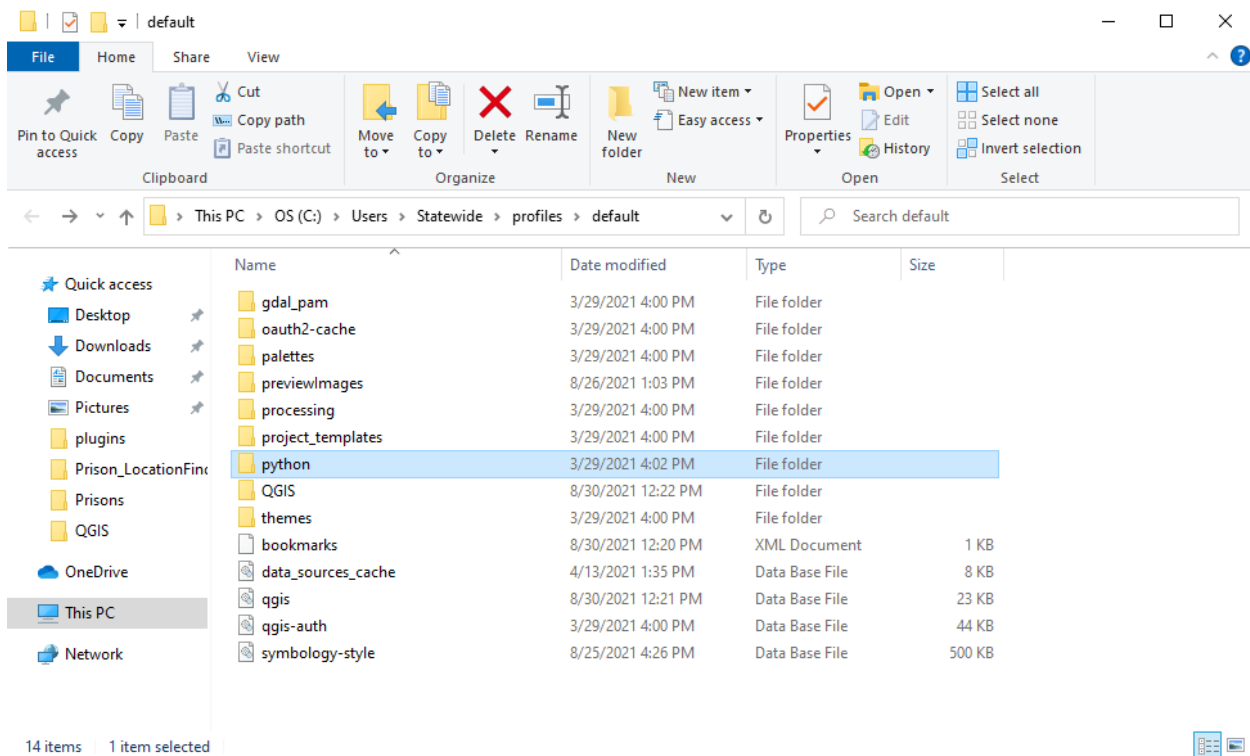 default
File Home Share View
Pin to Quick access
Copy
Paste
Cut
Copy path
Paste shortcut
Clipboard
Move to
Copy to
Delete
Rename
Organize
New folder
New item
Easy access
New
Properties
Open
Edit
History
Open
Select all
Select none
Invert selection
Select
This PC > OS (C:) > Users > Statewide > profiles > default
Search default
Quick access
Desktop
Downloads
Documents
Pictures
plugins
Prison_LocationFin
Prisons
QGIS
OneDrive
This PC
Network
Name Date modified Type Size
gdal_pam 3/29/2021 4:00 PM File folder
oauth2-cache 3/29/2021 4:00 PM File folder
palettes 3/29/2021 4:00 PM File folder
previewImages 8/26/2021 1:03 PM File folder
processing 3/29/2021 4:00 PM File folder
project_templates 3/29/2021 4:00 PM File folder
python 3/29/2021 4:02 PM File folder
QGIS 8/30/2021 12:22 PM File folder
themes 3/29/2021 4:00 PM File folder
bookmarks 8/30/2021 12:20 PM XML Document 1 KB
data_sources_cache 4/13/2021 1:35 PM Data Base File 8 KB
qgis 8/30/2021 12:21 PM Data Base File 23 KB
qgis-auth 3/29/2021 4:00 PM Data Base File 44 KB
symbology-style 8/25/2021 4:26 PM Data Base File 500 KB
14 items 1 item selected